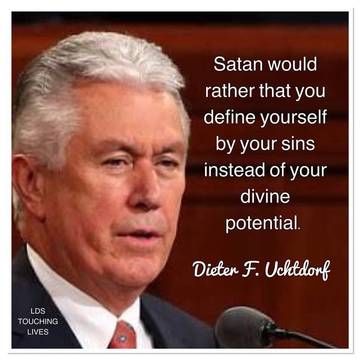 Satan would
rather that you
define yourself
by your sins
instead of your
divine
potential.
Dieter F. Uchtdorf
LDS
TOUCHING
LIVES